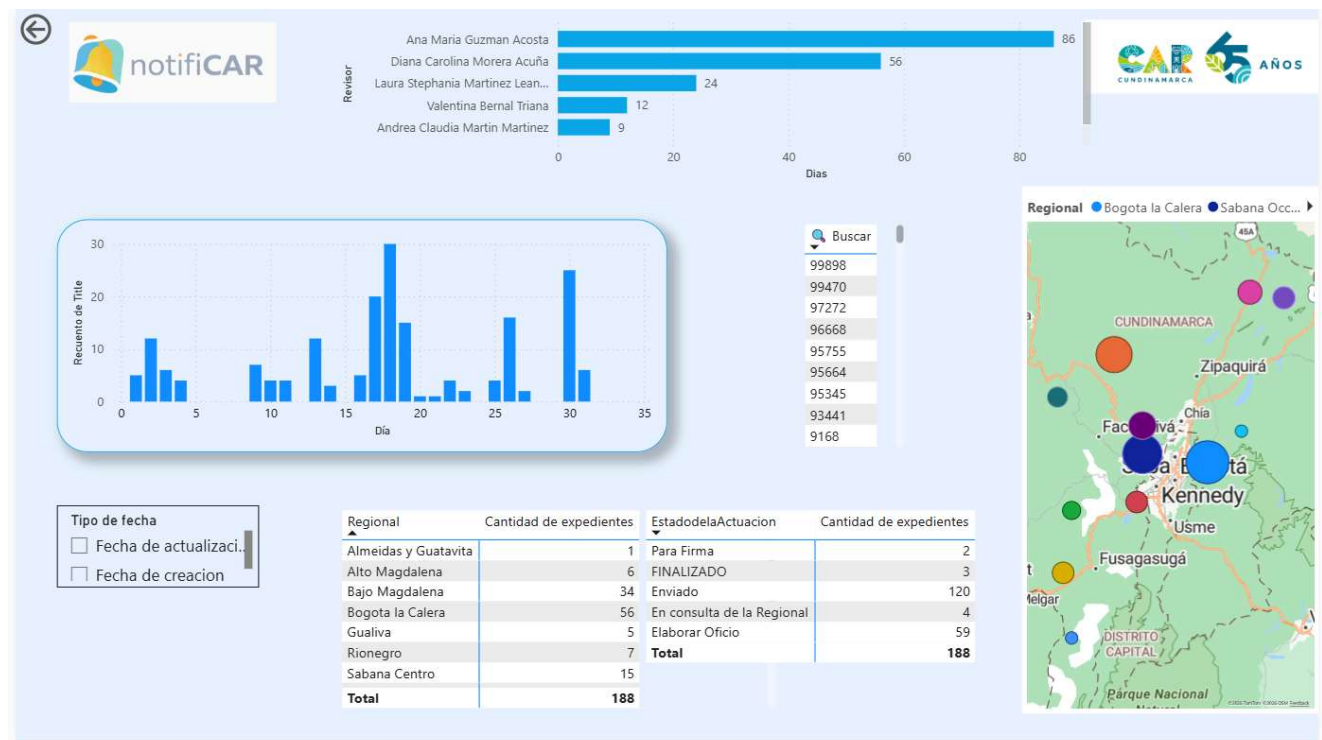 notifiCAR
Revisor
Ana Maria Guzman Acosta 86
Diana Carolina Morera Acuña 56
Laura Stephania Martinez Lean... 24
Valentina Bernal Triana 12
Andrea Claudia Martin Martinez 9
0 20 40 60 80
Dias
CAR 65 AÑOS
CUNDINAMARCA
Recuento de Title
30
20
10
0
0 5 10 15 20 25 30 35
Día
Buscar
99898
99470
97272
96668
95755
95664
95345
93441
9168
Regional Bogota la Calera Sabana Occ...
45A
CUNDINAMARCA
Zipaquirá
Chía
Kennedy
Usme
Fusagasugá
Melgar
DISTRITO
CAPITAL
Parque Nacional
Tipo de fecha
Fecha de actualizaci...
Fecha de creacion
Regional Cantidad de expedientes
Almeidas y Guatavita 1
Alto Magdalena 6
Bajo Magdalena 34
Bogota la Calera 56
Gualiva 5
Rionegro 7
Sabana Centro 15
Total 188
EstadodelaActuacion Cantidad de expedientes
Para Firma 2
FINALIZADO 3
Enviado 120
En consulta de la Regional 4
Elaborar Oficio 59
Total 188